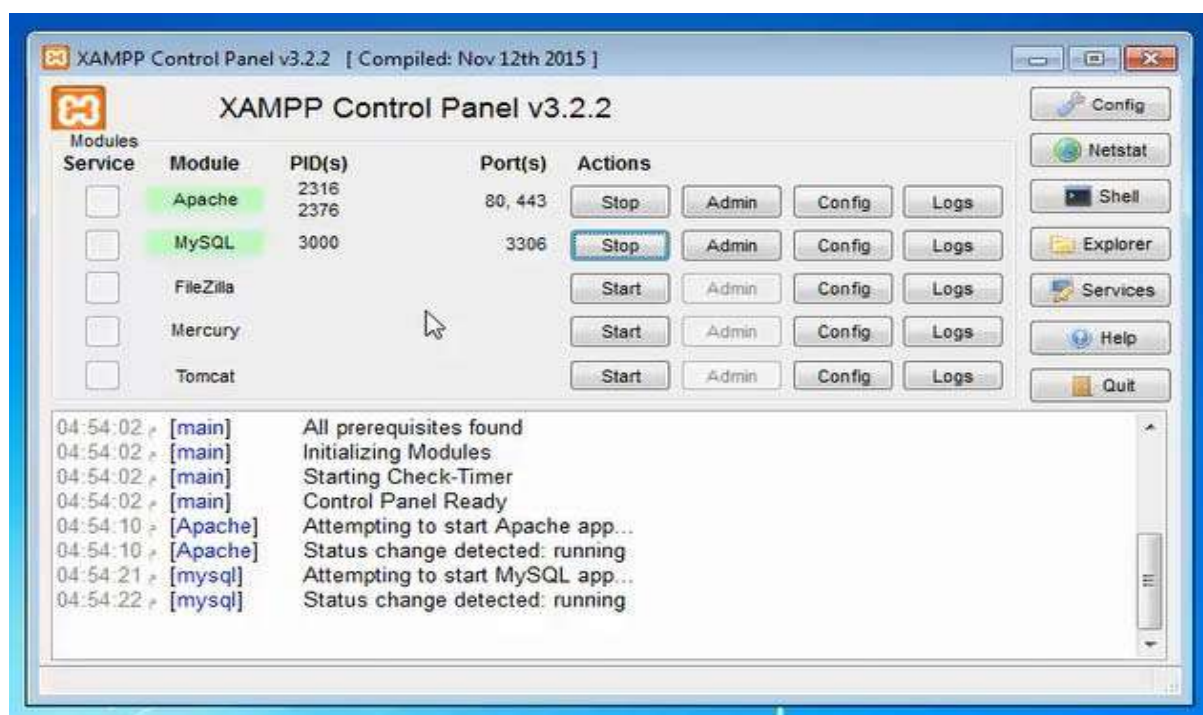 XAMPP Control Panel v3.2.2 [ Compiled: Nov 12th 2015 ]
XAMPP Control Panel v3.2.2
Config
Modules
Netstat
Service Module PID(s) Port(s) Actions
Apache 2316 2376 80, 443 Stop Admin Config Logs
Shell
MySQL 3000 3306 Stop Admin Config Logs
Explorer
FileZilla Start Admin Config Logs
Services
Mercury Start Admin Config Logs
Help
Tomcat Start Admin Config Logs
Quit
04:54:02 م [main] All prerequisites found
04:54:02 م [main] Initializing Modules
04:54:02 م [main] Starting Check-Timer
04:54:02 م [main] Control Panel Ready
04:54:10 م [Apache] Attempting to start Apache app...
04:54:10 م [Apache] Status change detected: running
04:54:21 م [mysql] Attempting to start MySQL app...
04:54:22 م [mysql] Status change detected: running